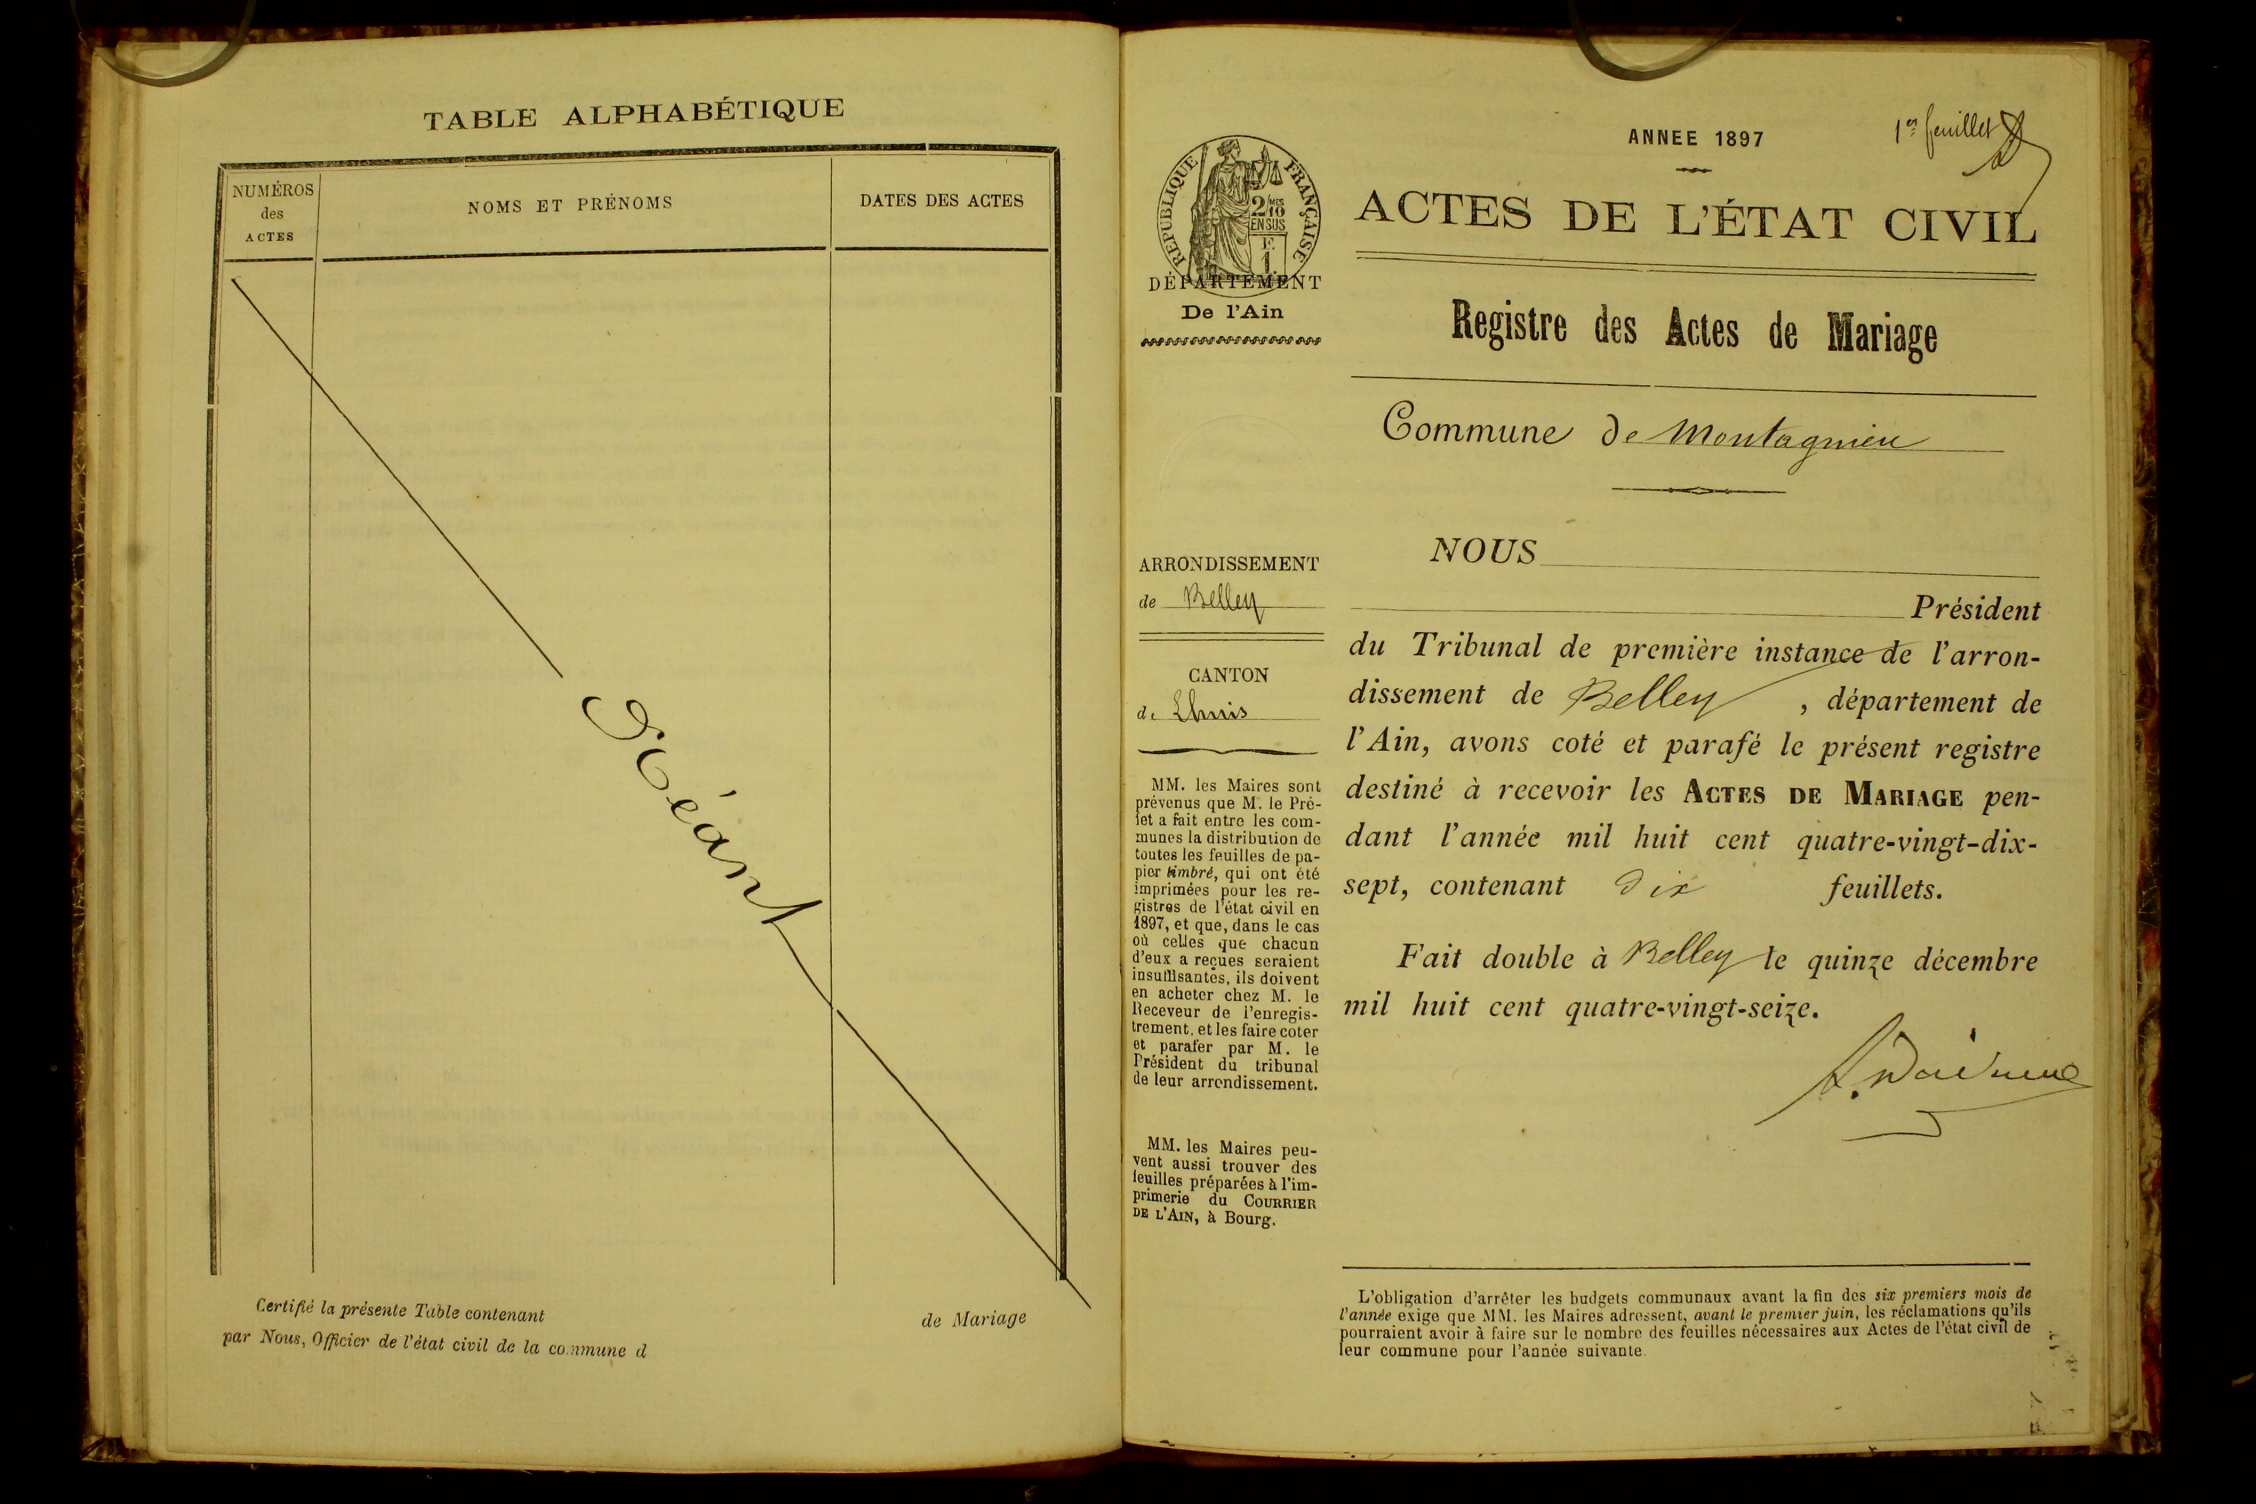 TABLE ALPHABÉTIQUE
NUMÉROS
des
ACTES
NOMS ET PRÉNOMS
DATES DES ACTES
Néant
Certifié la présente Table contenant de Mariage
par Nous, Officier de l'état civil de la commune d
1er feuillet
ANNEE 1897
RÉPUBLIQUE FRANÇAISE
2/10 EN SUS
1
DÉPARTEMENT
De l'Ain
ACTES DE L'ÉTAT CIVIL
Registre des Actes de Mariage
Commune de Montagnieu
ARRONDISSEMENT
de Belley
CANTON
de Lhuis
MM. les Maires sont
prévenus que M. le Pré-
fet a fait entre les com-
munes la distribution de
toutes les feuilles de pa-
pier timbré, qui ont été
imprimées pour les re-
gistres de l'état civil en
1897, et que, dans le cas
où celles que chacun
d'eux a reçues seraient
insuffisantes, ils doivent
en acheter chez M. le
Receveur de l'enregis-
trement, et les faire coter
et parafer par M. le
Président du tribunal
de leur arrondissement.
MM. les Maires peu-
vent aussi trouver des
feuilles préparées à l'im-
primerie du COURRIER
DE L'AIN, à Bourg.
NOUS
Président
du Tribunal de première instance de l'arron-
dissement de Belley , département de
l'Ain, avons coté et parafé le présent registre
destiné à recevoir les ACTES DE MARIAGE pen-
dant l'année mil huit cent quatre-vingt-dix-
sept, contenant dix feuillets.
Fait double à Belley le quinze décembre
mil huit cent quatre-vingt-seize.
L'obligation d'arrêter les budgets communaux avant la fin des six premiers mois de
l'année exige que MM. les Maires adressent, avant le premier juin, les réclamations qu'ils
pourraient avoir à faire sur le nombre des feuilles nécessaires aux Actes de l'état civil de
leur commune pour l'année suivante.